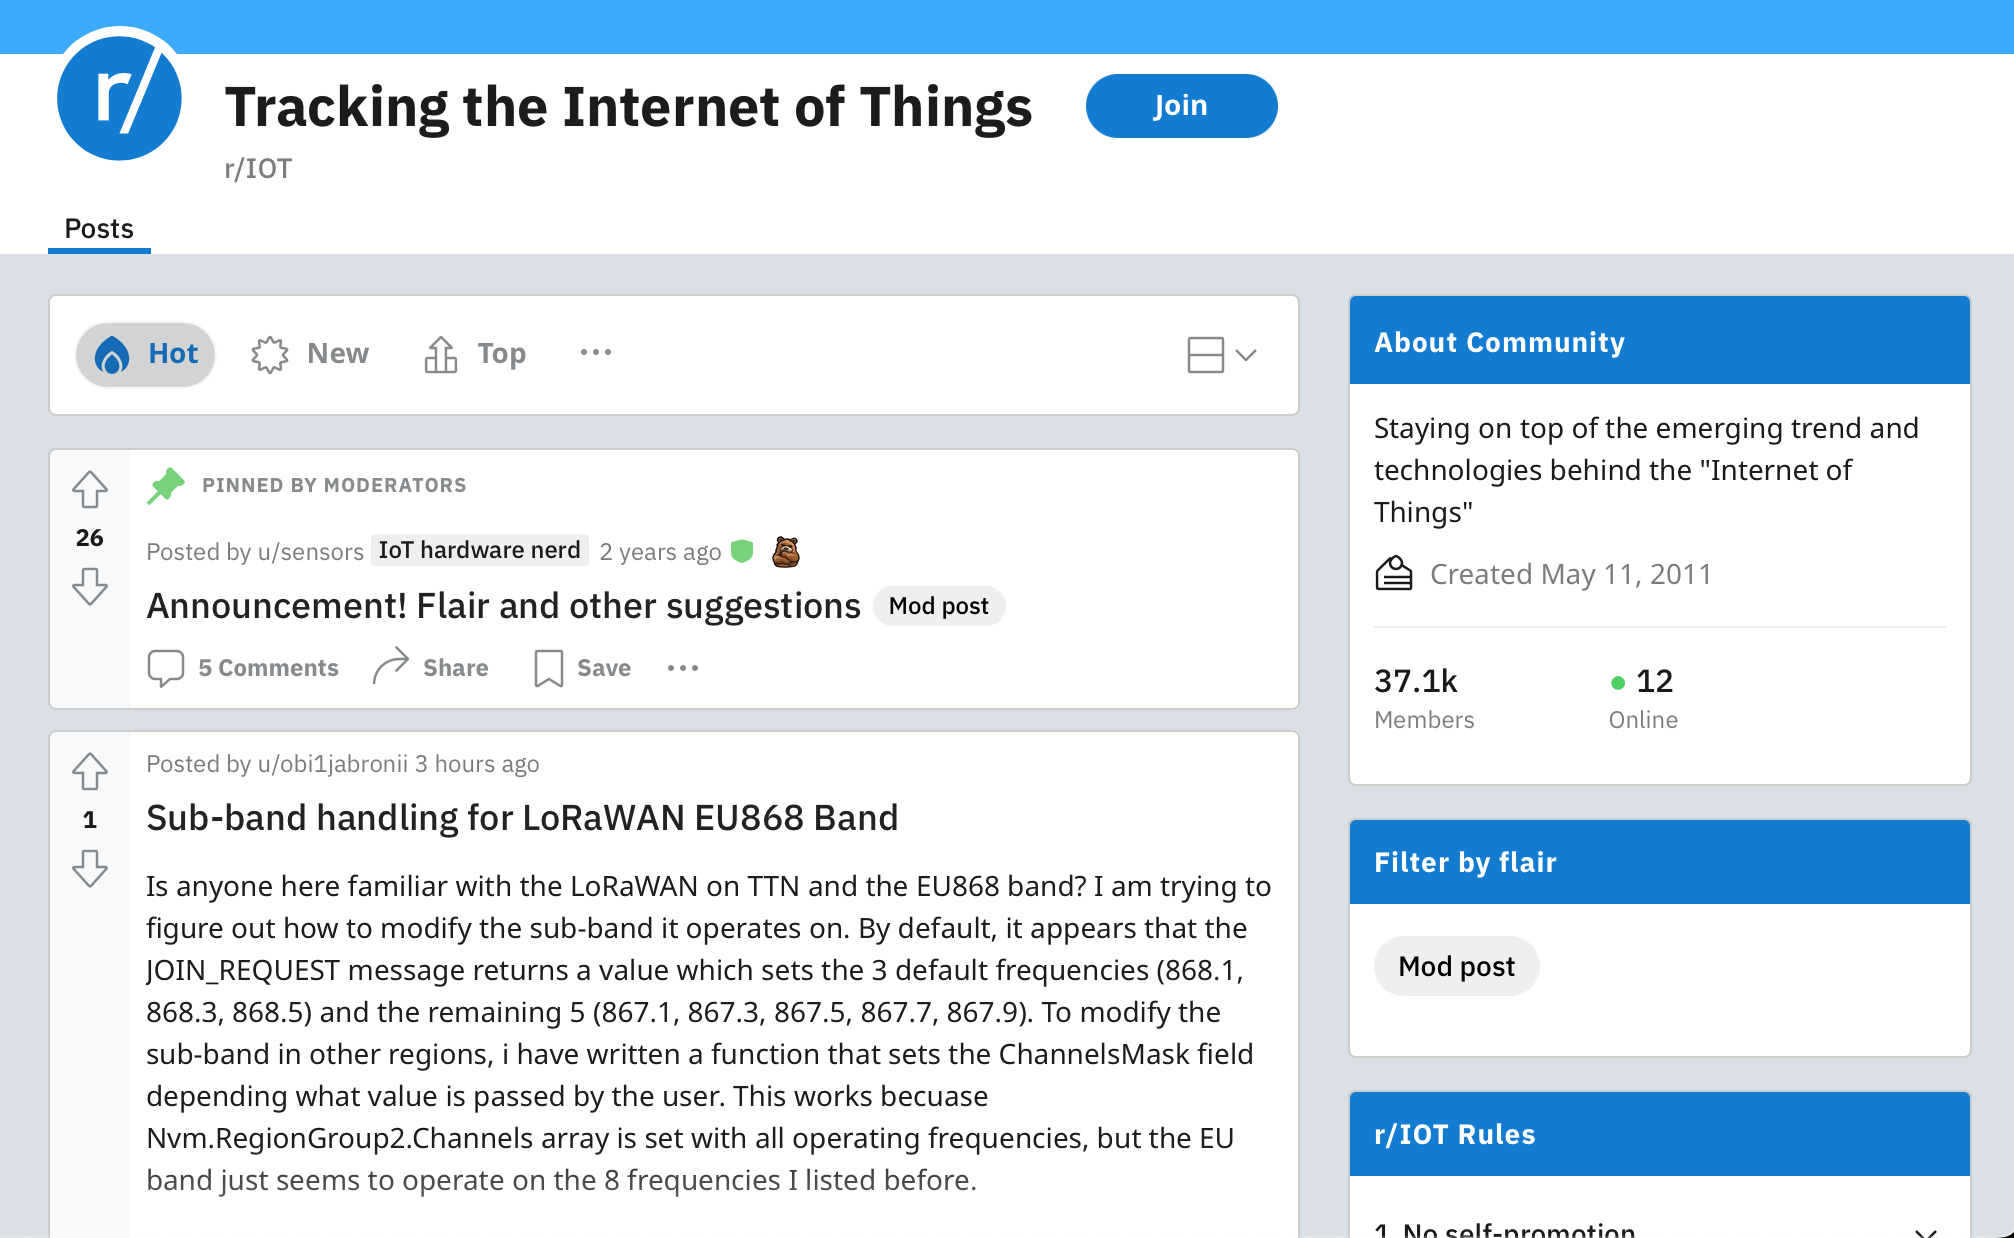 r/
Tracking the Internet of Things
Join
r/IOT
Posts
Hot
New
Top
PINNED BY MODERATORS
26
Posted by u/sensors IoT hardware nerd 2 years ago
Announcement! Flair and other suggestions Mod post
5 Comments Share Save
Posted by u/obi1jabronii 3 hours ago
1
Sub-band handling for LoRaWAN EU868 Band
Is anyone here familiar with the LoRaWAN on TTN and the EU868 band? I am trying to
figure out how to modify the sub-band it operates on. By default, it appears that the
JOIN_REQUEST message returns a value which sets the 3 default frequencies (868.1,
868.3, 868.5) and the remaining 5 (867.1, 867.3, 867.5, 867.7, 867.9). To modify the
sub-band in other regions, i have written a function that sets the ChannelsMask field
depending what value is passed by the user. This works becuase
Nvm.RegionGroup2.Channels array is set with all operating frequencies, but the EU
band just seems to operate on the 8 frequencies I listed before.
About Community
Staying on top of the emerging trend and
technologies behind the "Internet of
Things"
Created May 11, 2011
37.1k
Members
12
Online
Filter by flair
Mod post
r/IOT Rules
1. No self-promotion